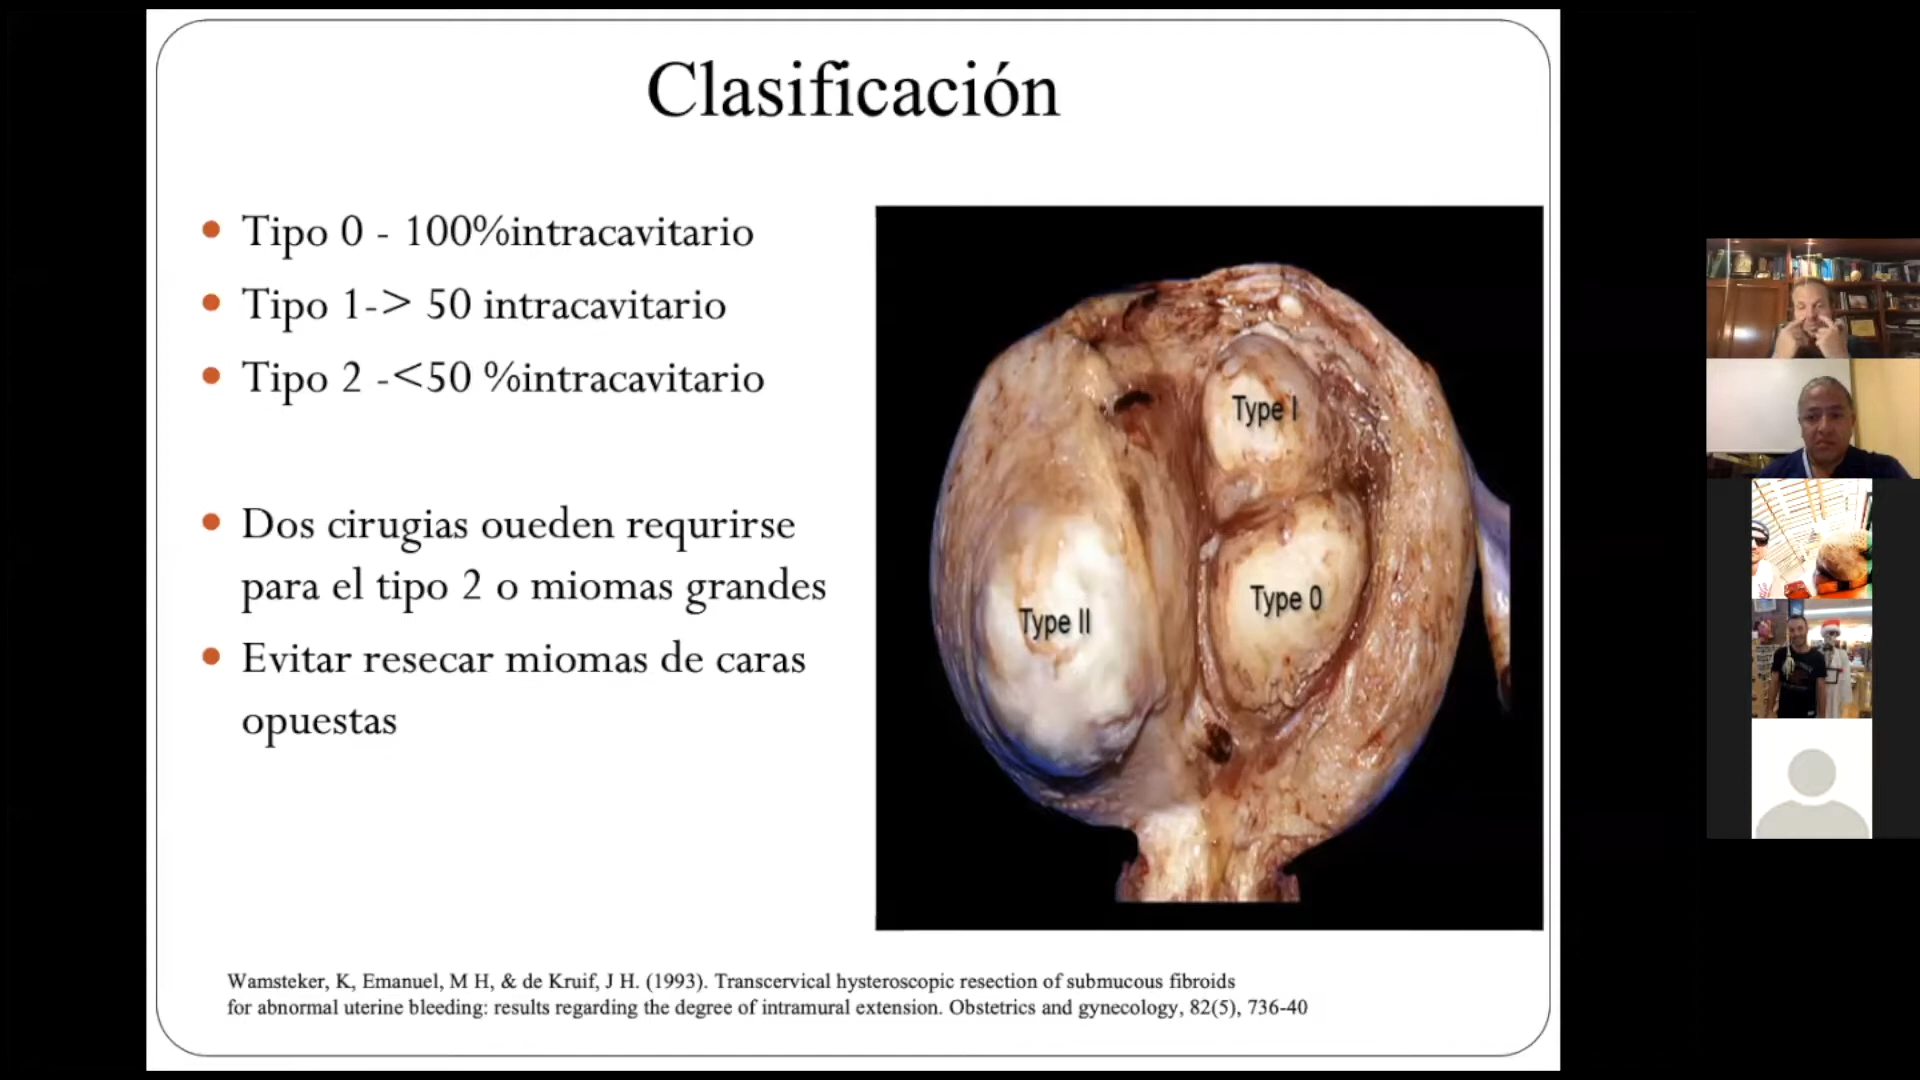 Clasificación
Tipo 0 - 100%intracavitario
Tipo 1-> 50 intracavitario
Tipo 2 -<50 %intracavitario
Dos cirugias oueden requrirse
para el tipo 2 o miomas grandes
Evitar resecar miomas de caras
opuestas
Type I
Type II
Type 0
Wamsteker, K, Emanuel, M H, & de Kruif, J H. (1993). Transcervical hysteroscopic resection of submucous fibroids
for abnormal uterine bleeding: results regarding the degree of intramural extension. Obstetrics and gynecology, 82(5), 736-40